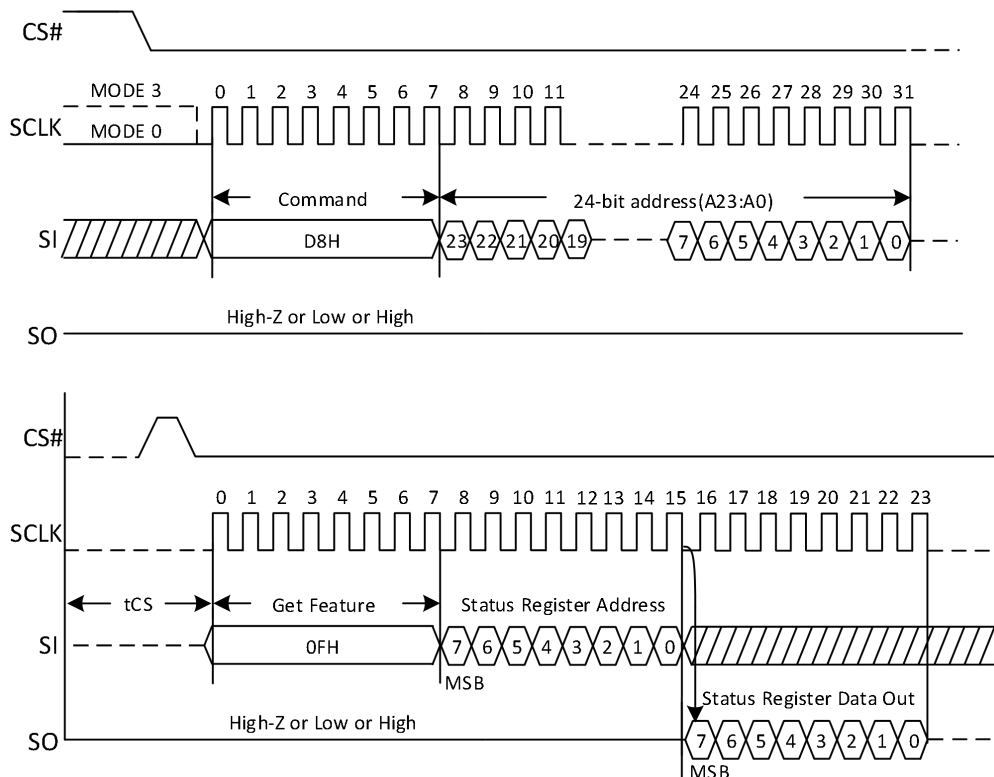 CS#
MODE 3
0 1 2 3 4 5 6 7 8 9 10 11 24 25 26 27 28 29 30 31
SCLK
MODE 0
Command
24-bit address(A23:A0)
SI
D8H
23 22 21 20 19 7 6 5 4 3 2 1 0
High-Z or Low or High
SO
CS#
0 1 2 3 4 5 6 7 8 9 10 11 12 13 14 15 16 17 18 19 20 21 22 23
SCLK
tCS
Get Feature
Status Register Address
SI
0FH
7 6 5 4 3 2 1 0
MSB
Status Register Data Out
High-Z or Low or High
SO
7 6 5 4 3 2 1 0
MSB